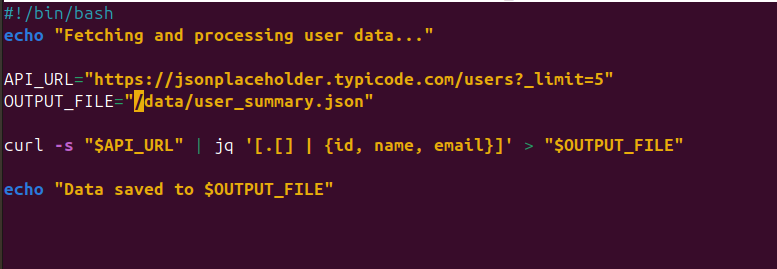 #!/bin/bash
echo "Fetching and processing user data..."
API_URL="https://jsonplaceholder.typicode.com/users?_limit=5"
OUTPUT_FILE="/data/user_summary.json"
curl -s "$API_URL" | jq '[.[] | {id, name, email}]' > "$OUTPUT_FILE"
echo "Data saved to $OUTPUT_FILE"